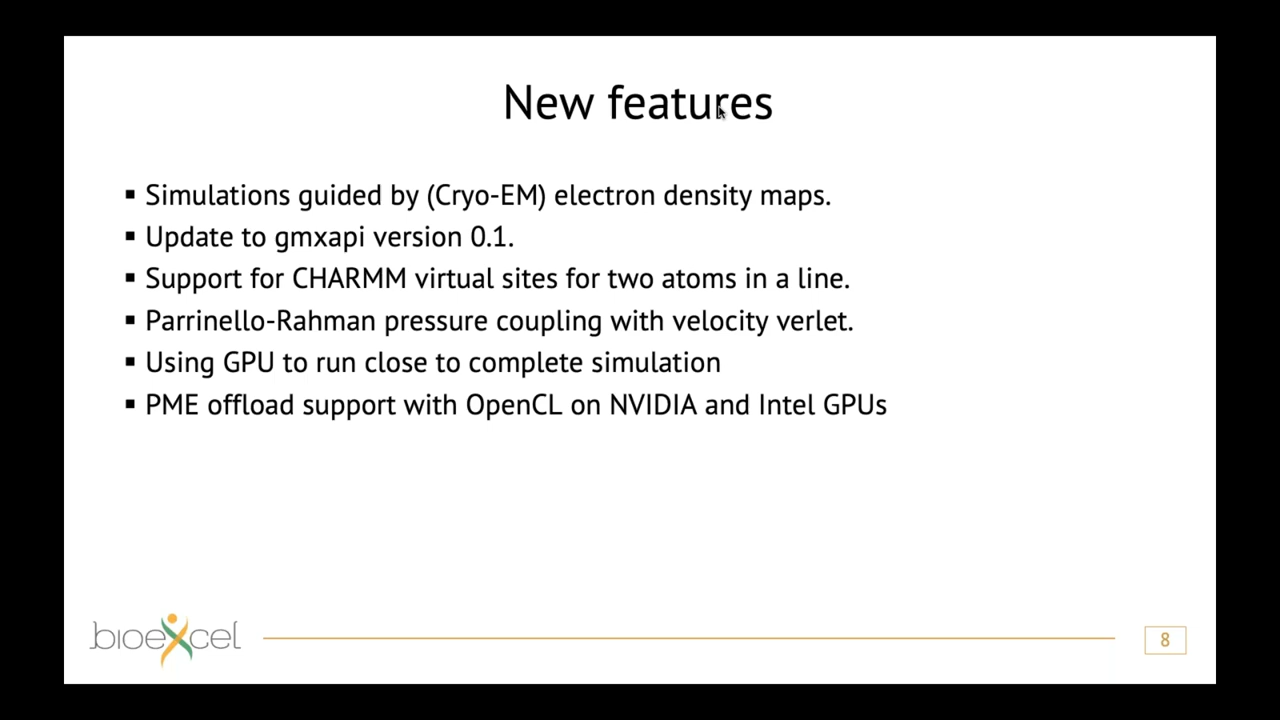 New features
▪ Simulations guided by (Cryo-EM) electron density maps.
▪ Update to gmxapi version 0.1.
▪ Support for CHARMM virtual sites for two atoms in a line.
▪ Parrinello-Rahman pressure coupling with velocity verlet.
▪ Using GPU to run close to complete simulation
▪ PME offload support with OpenCL on NVIDIA and Intel GPUs
bioexcel
8